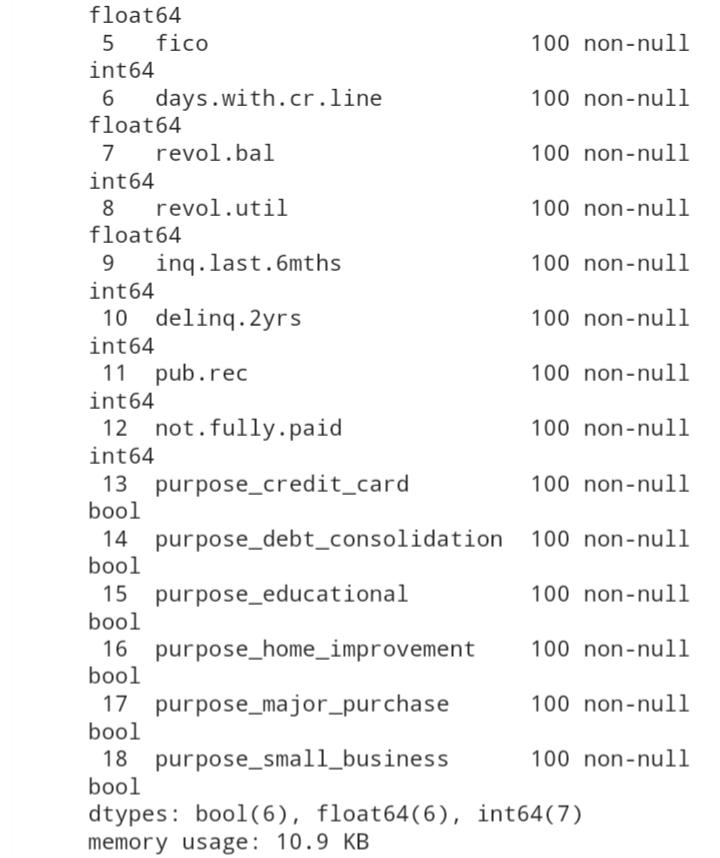 float64
5 fico 100 non-null
int64
6 days.with.cr.line 100 non-null
float64
7 revol.bal 100 non-null
int64
8 revol.util 100 non-null
float64
9 inq.last.6mths 100 non-null
int64
10 delinq.2yrs 100 non-null
int64
11 pub.rec 100 non-null
int64
12 not.fully.paid 100 non-null
int64
13 purpose_credit_card 100 non-null
bool
14 purpose_debt_consolidation 100 non-null
bool
15 purpose_educational 100 non-null
bool
16 purpose_home_improvement 100 non-null
bool
17 purpose_major_purchase 100 non-null
bool
18 purpose_small_business 100 non-null
bool
dtypes: bool(6), float64(6), int64(7)
memory usage: 10.9 KB